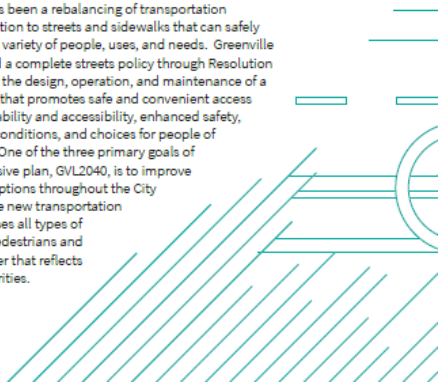 been a rebalancing of transportation
tion to streets and sidewalks that can safely
variety of people, uses, and needs. Greenville
a complete streets policy through Resolution
the design, operation, and maintenance of a
that promotes safe and convenient access
ability and accessibility, enhanced safety,
onditions, and choices for people of
One of the three primary goals of
sive plan, GVL2040, is to improve
ptions throughout the City
e new transportation
es all types of
edestrians and
er that reflects
rities.